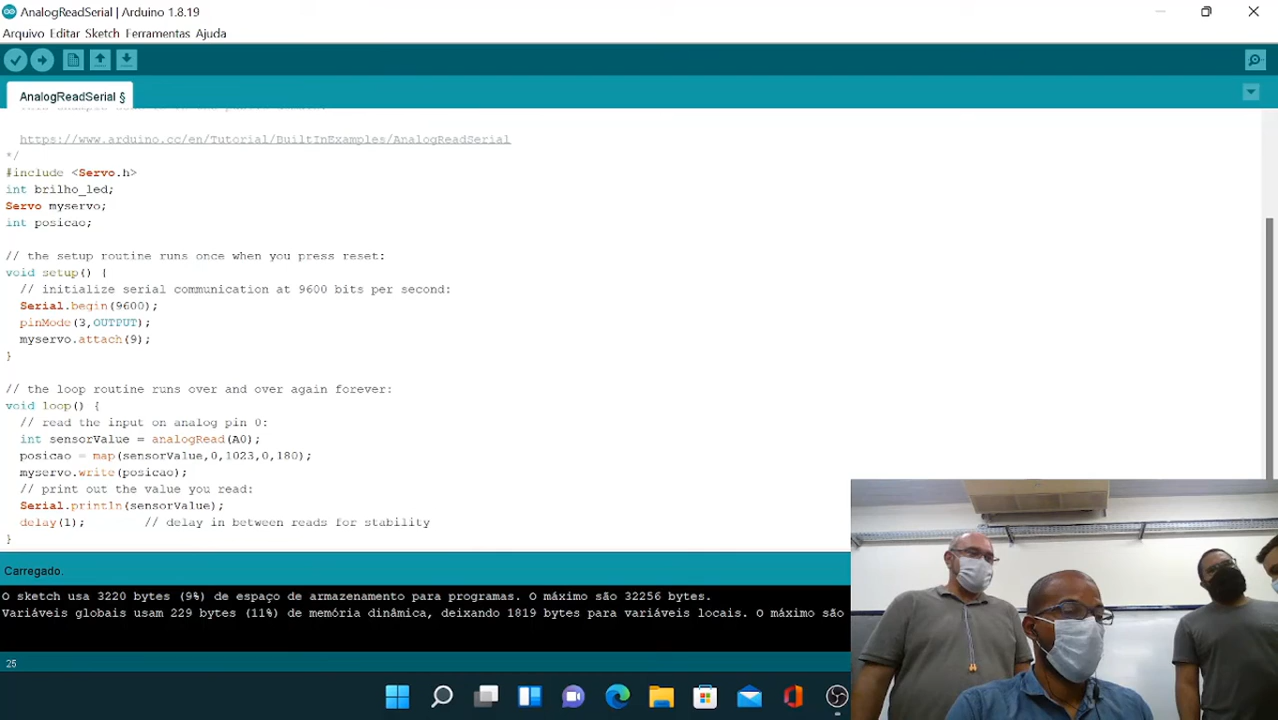 AnalogReadSerial | Arduino 1.8.19
Arquivo Editar Sketch Ferramentas Ajuda
AnalogReadSerial §
https://www.arduino.cc/en/Tutorial/BuiltInExamples/AnalogReadSerial
*/
#include <Servo.h>
int brilho_led;
Servo myservo;
int posicao;
// the setup routine runs once when you press reset:
void setup() {
// initialize serial communication at 9600 bits per second:
Serial.begin(9600);
pinMode(3,OUTPUT);
myservo.attach(9);
}
// the loop routine runs over and over again forever:
void loop() {
// read the input on analog pin 0:
int sensorValue = analogRead(A0);
posicao = map(sensorValue,0,1023,0,180);
myservo.write(posicao);
// print out the value you read:
Serial.println(sensorValue);
delay(1);        // delay in between reads for stability
}
Carregado.
O sketch usa 3220 bytes (9%) de espaço de armazenamento para programas. O máximo são 32256 bytes.
Variáveis globais usam 229 bytes (11%) de memória dinâmica, deixando 1819 bytes para variáveis locais. O máximo são
25